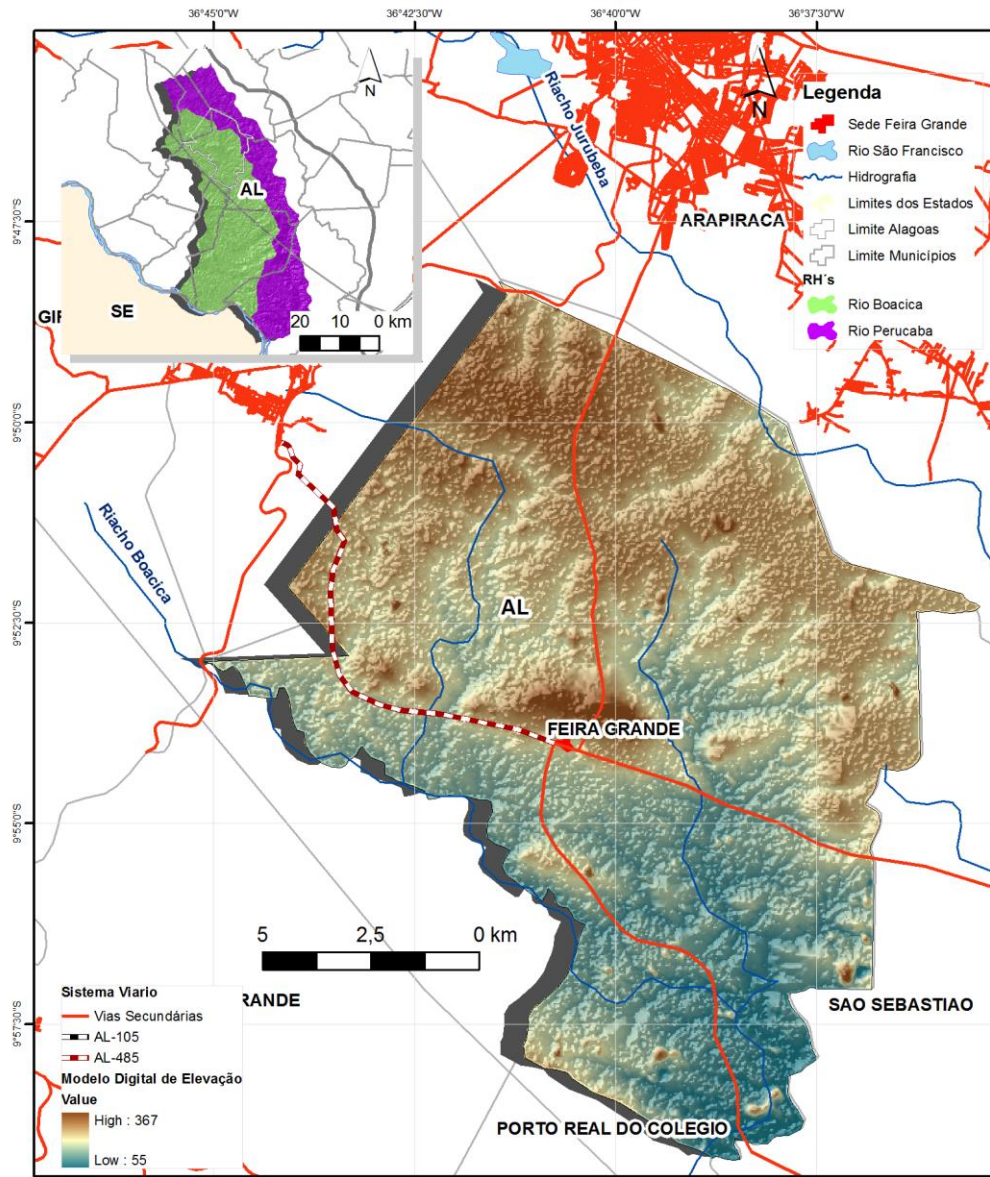 36°45'0"W
36°42'30"W
36°40'0"W
36°37'30"W
N
AL
SE
20 10 0 km
Riacho Jurubeba
ARAPIRACA
N
Legenda
Sede Feira Grande
Rio São Francisco
Hidrografia
Limites dos Estados
Limite Alagoas
Limite Municípios
RH´s
Rio Boacica
Rio Perucaba
9°47'30"S
9°50'0"S
9°52'30"S
9°55'0"S
9°57'30"S
Riacho Boacica
AL
FEIRA GRANDE
5 2,5 0 km
SAO SEBASTIAO
PORTO REAL DO COLEGIO
RANDE
Sistema Viario
Vias Secundárias
AL-105
AL-485
Modelo Digital de Elevação
Value
High : 367
Low : 55